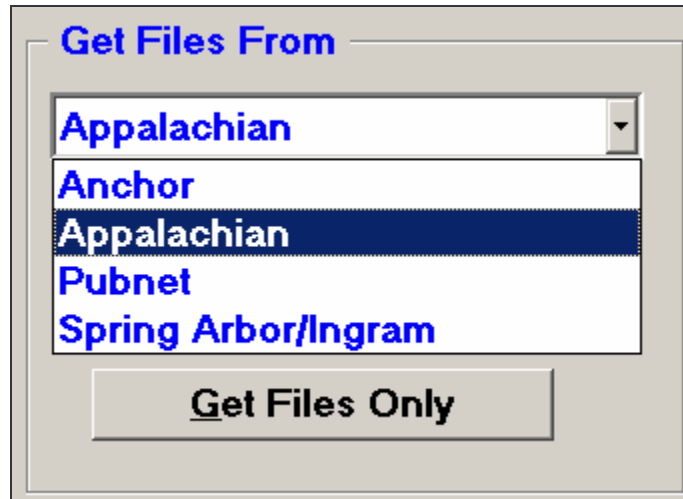 Get Files From
Appalachian
Anchor
Appalachian
Pubnet
Spring Arbor/Ingram
Get Files Only